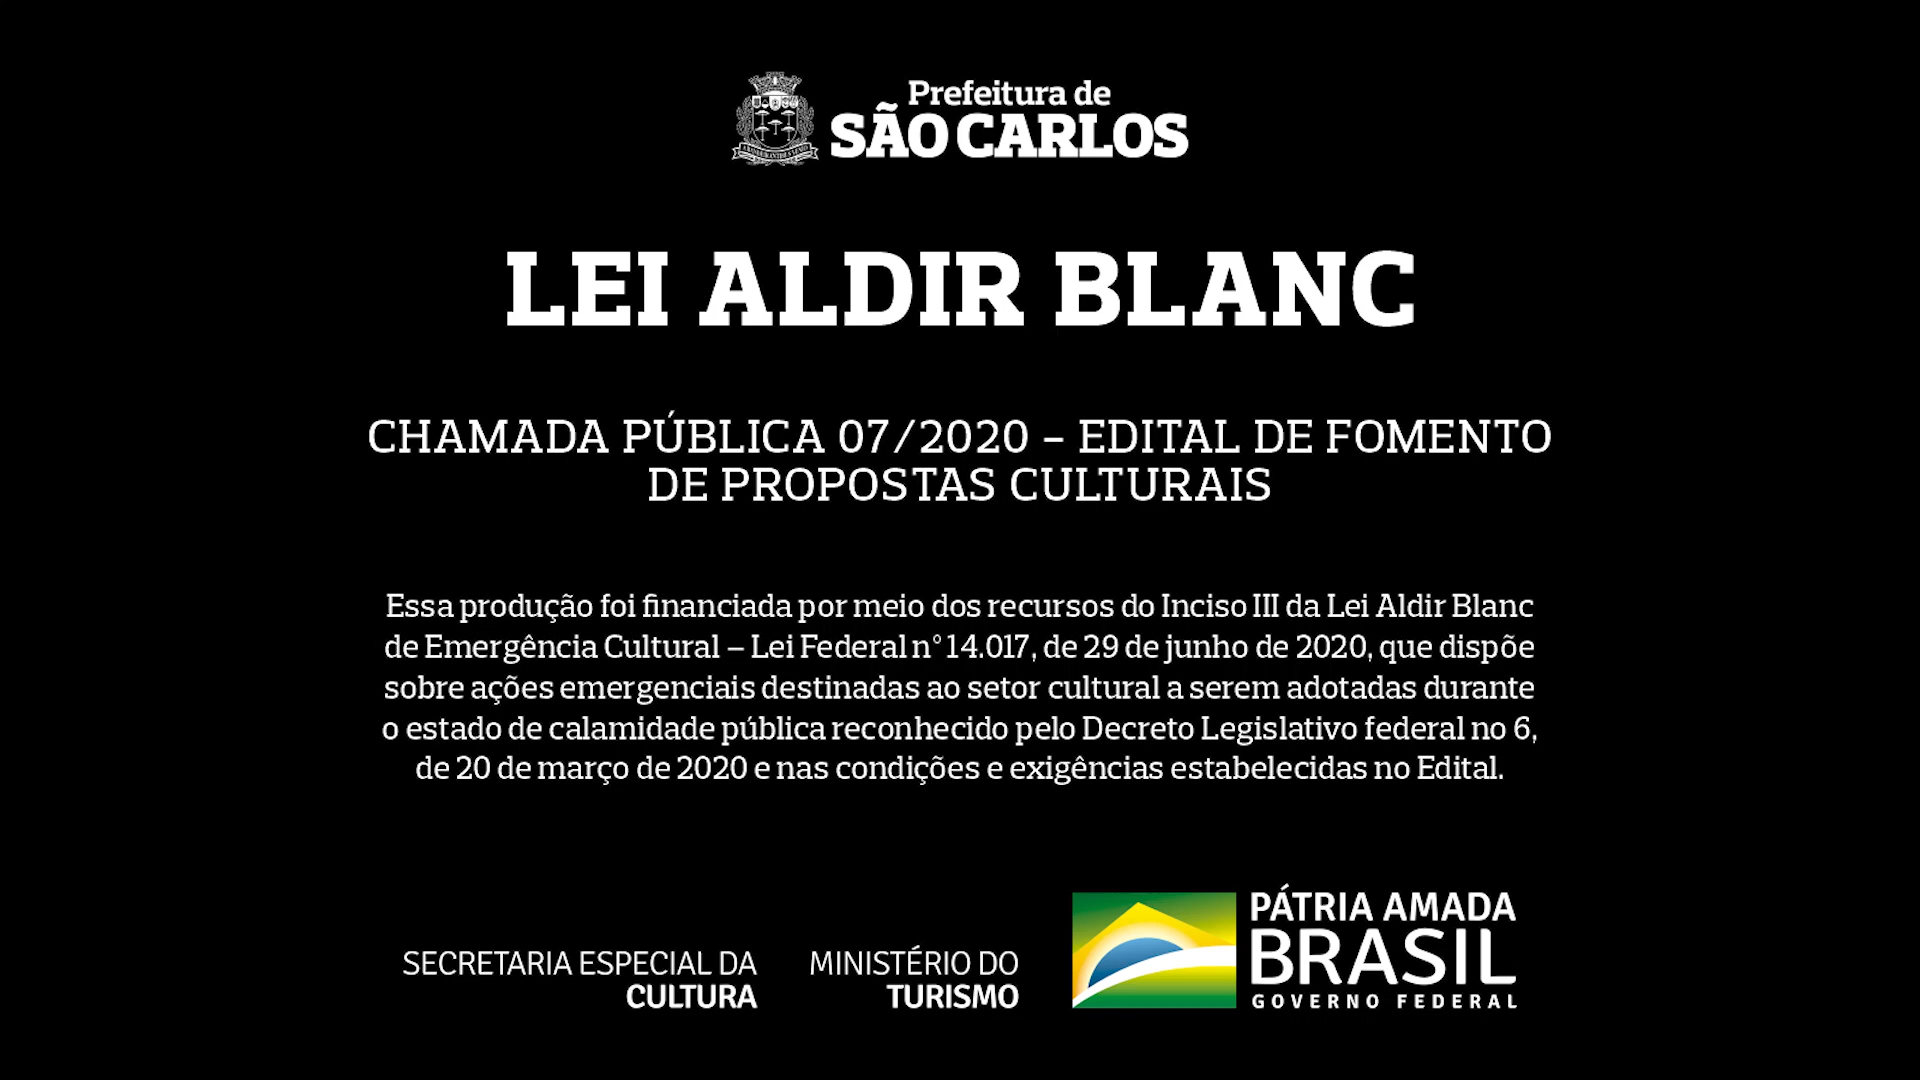 Prefeitura de
SÃO CARLOS
LEI ALDIR BLANC
CHAMADA PÚBLICA 07/2020 – EDITAL DE FOMENTO
DE PROPOSTAS CULTURAIS
Essa produção foi financiada por meio dos recursos do Inciso III da Lei Aldir Blanc
de Emergência Cultural – Lei Federal n° 14.017, de 29 de junho de 2020, que dispõe
sobre ações emergenciais destinadas ao setor cultural a serem adotadas durante
o estado de calamidade pública reconhecido pelo Decreto Legislativo federal no 6,
de 20 de março de 2020 e nas condições e exigências estabelecidas no Edital.
SECRETARIA ESPECIAL DA
CULTURA
MINISTÉRIO DO
TURISMO
PÁTRIA AMADA
BRASIL
GOVERNO FEDERAL